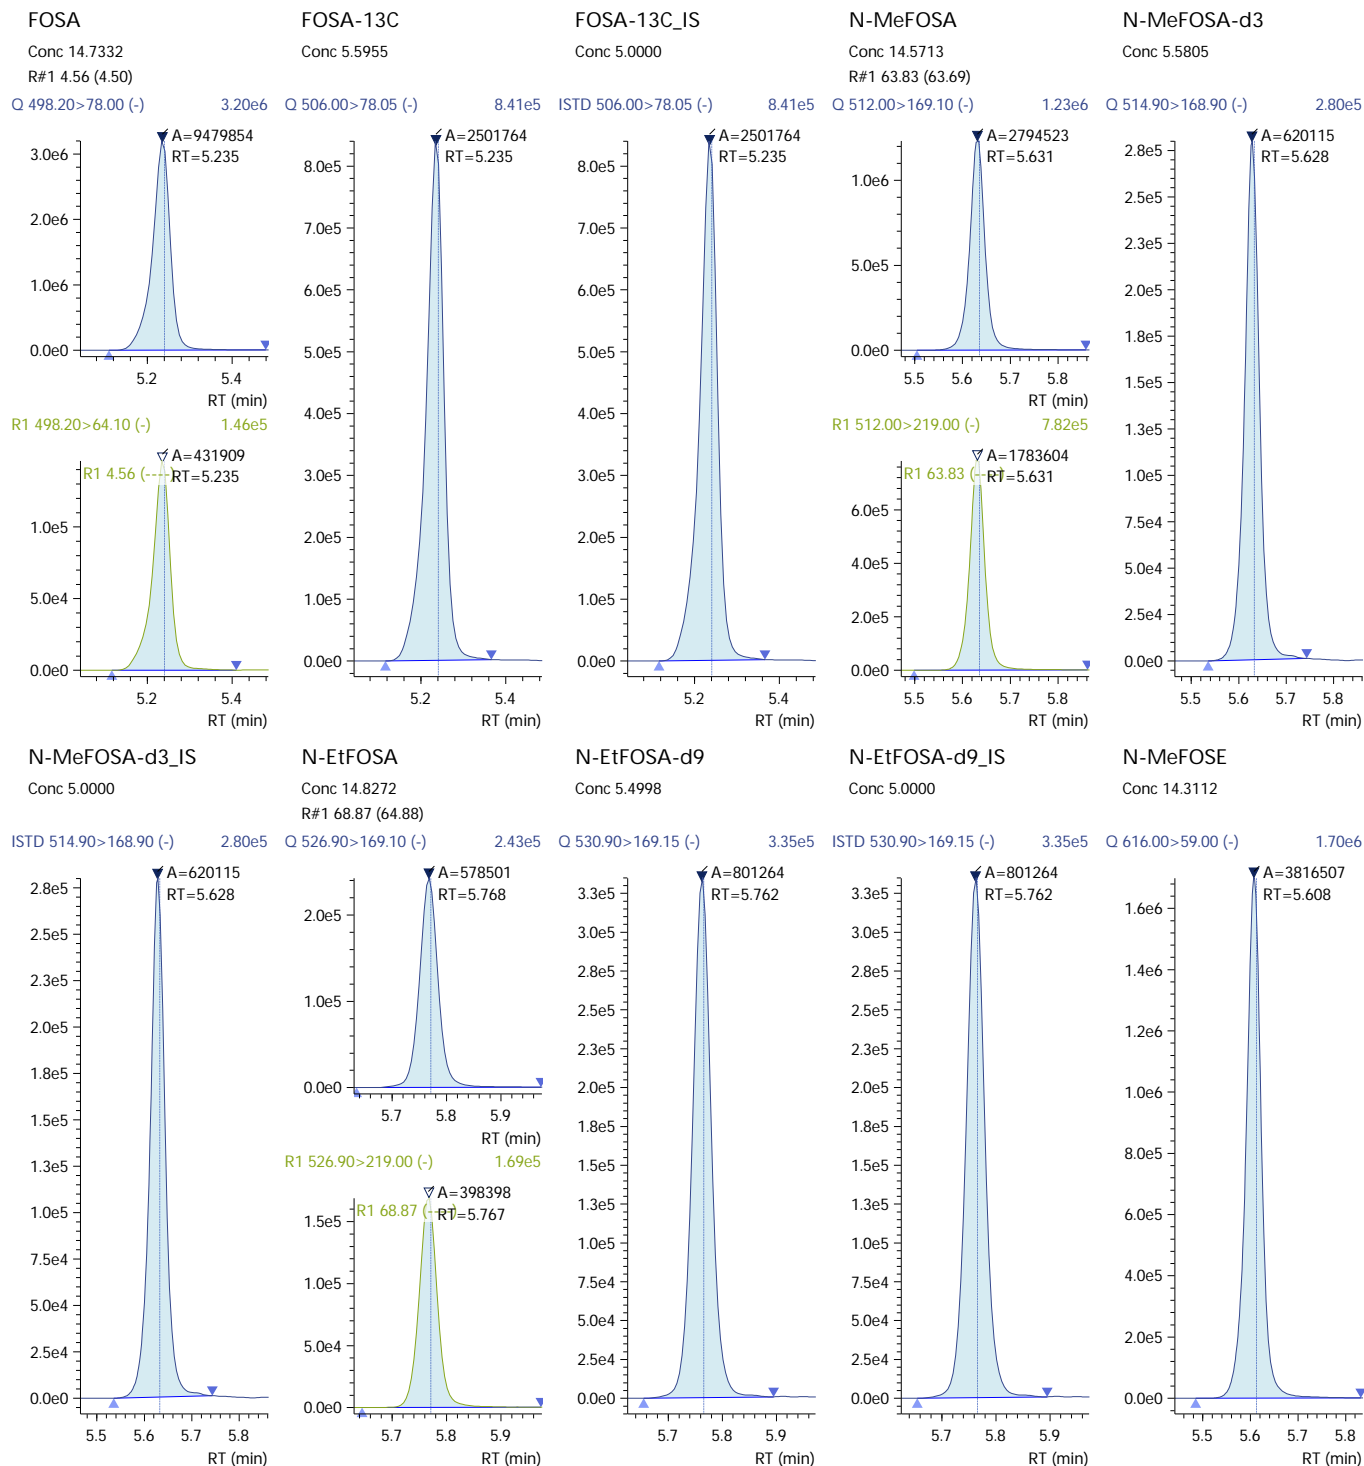 FOSA
Conc 14.7332
R#1 4.56 (4.50)
Q 498.20>78.00 (-) 3.20e6
A=9479854
RT=5.235
3.0e6
2.0e6
1.0e6
0.0e0
5.2 5.4
RT (min)
R1 498.20>64.10 (-) 1.46e5
A=431909
R1 4.56 (----)
RT=5.235
1.0e5
5.0e4
0.0e0
5.2 5.4
RT (min)
FOSA-13C
Conc 5.5955
Q 506.00>78.05 (-) 8.41e5
A=2501764
RT=5.235
8.0e5
7.0e5
6.0e5
5.0e5
4.0e5
3.0e5
2.0e5
1.0e5
0.0e0
5.2 5.4
RT (min)
FOSA-13C_IS
Conc 5.0000
ISTD 506.00>78.05 (-) 8.41e5
A=2501764
RT=5.235
8.0e5
7.0e5
6.0e5
5.0e5
4.0e5
3.0e5
2.0e5
1.0e5
0.0e0
5.2 5.4
RT (min)
N-MeFOSA
Conc 14.5713
R#1 63.83 (63.69)
Q 512.00>169.10 (-) 1.23e6
A=2794523
RT=5.631
1.0e6
5.0e5
0.0e0
5.5 5.6 5.7 5.8
RT (min)
R1 512.00>219.00 (-) 7.82e5
A=1783604
R1 63.83
RT=5.631
6.0e5
4.0e5
2.0e5
0.0e0
5.5 5.6 5.7 5.8
RT (min)
N-MeFOSA-d3
Conc 5.5805
Q 514.90>168.90 (-) 2.80e5
A=620115
RT=5.628
2.8e5
2.5e5
2.3e5
2.0e5
1.8e5
1.5e5
1.3e5
1.0e5
7.5e4
5.0e4
2.5e4
0.0e0
5.5 5.6 5.7 5.8
RT (min)
N-MeFOSA-d3_IS
Conc 5.0000
ISTD 514.90>168.90 (-) 2.80e5
A=620115
RT=5.628
2.8e5
2.5e5
2.3e5
2.0e5
1.8e5
1.5e5
1.3e5
1.0e5
7.5e4
5.0e4
2.5e4
0.0e0
5.5 5.6 5.7 5.8
RT (min)
N-EtFOSA
Conc 14.8272
R#1 68.87 (64.88)
Q 526.90>169.10 (-) 2.43e5
A=578501
RT=5.768
2.0e5
1.0e5
0.0e0
5.7 5.8 5.9
RT (min)
R1 526.90>219.00 (-) 1.69e5
A=398398
R1 68.87
RT=5.767
1.5e5
1.0e5
5.0e4
0.0e0
5.7 5.8 5.9
RT (min)
N-EtFOSA-d9
Conc 5.4998
Q 530.90>169.15 (-) 3.35e5
A=801264
RT=5.762
3.3e5
3.0e5
2.8e5
2.5e5
2.3e5
2.0e5
1.8e5
1.5e5
1.3e5
1.0e5
7.5e4
5.0e4
2.5e4
0.0e0
5.7 5.8 5.9
RT (min)
N-EtFOSA-d9_IS
Conc 5.0000
ISTD 530.90>169.15 (-) 3.35e5
A=801264
RT=5.762
3.3e5
3.0e5
2.8e5
2.5e5
2.3e5
2.0e5
1.8e5
1.5e5
1.3e5
1.0e5
7.5e4
5.0e4
2.5e4
0.0e0
5.7 5.8 5.9
RT (min)
N-MeFOSE
Conc 14.3112
Q 616.00>59.00 (-) 1.70e6
A=3816507
RT=5.608
1.6e6
1.4e6
1.2e6
1.0e6
8.0e5
6.0e5
4.0e5
2.0e5
0.0e0
5.5 5.6 5.7 5.8
RT (min)